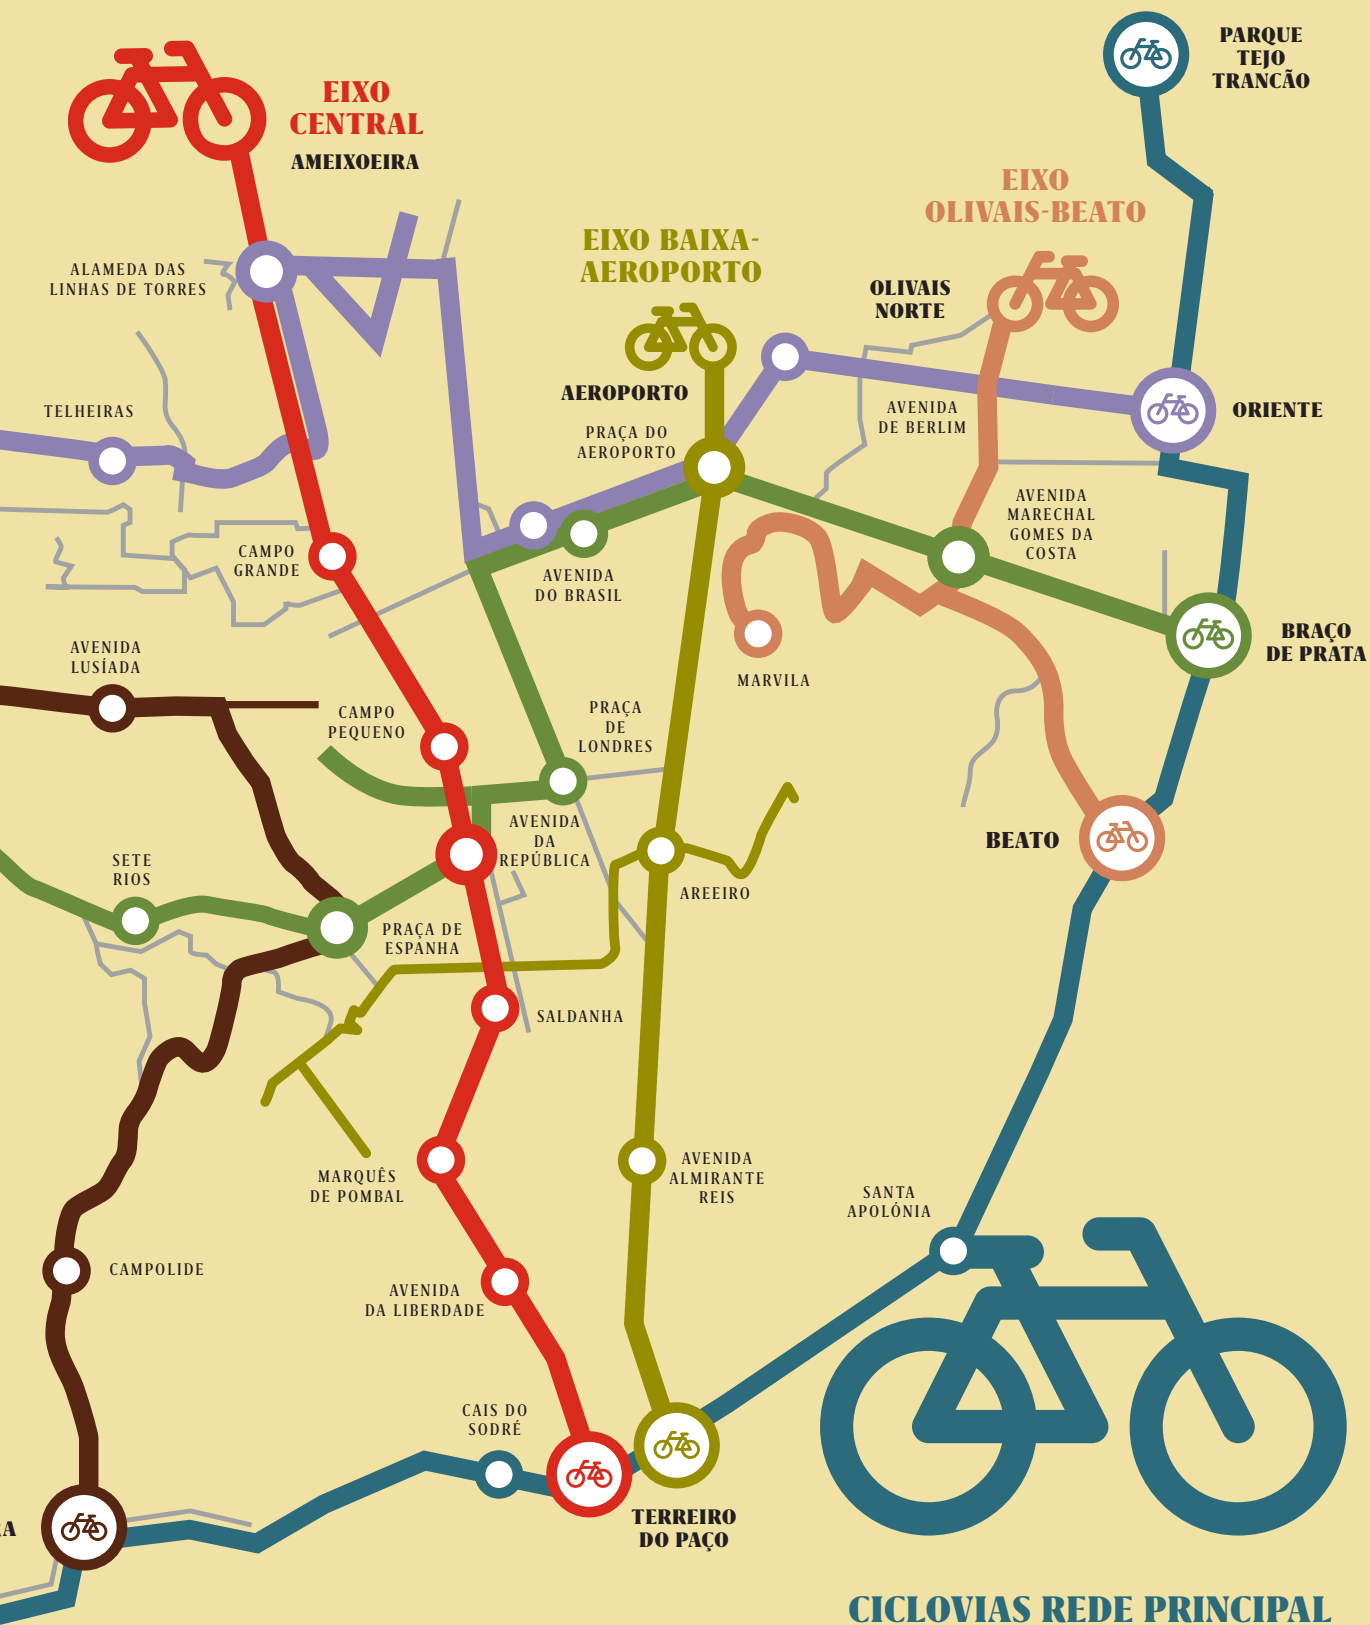 PARQUE
TEJO
TRANCÃO
EIXO
CENTRAL
AMEIXOEIRA
EIXO
OLIVAIS-BEATO
EIXO BAIXA-
AEROPORTO
ALAMEDA DAS
LINHAS DE TORRES
OLIVAIS
NORTE
AEROPORTO
TELHEIRAS
AVENIDA
DE BERLIM
ORIENTE
PRAÇA DO
AEROPORTO
AVENIDA
MARECHAL
GOMES DA
COSTA
CAMPO
GRANDE
AVENIDA
DO BRASIL
BRAÇO
DE PRATA
AVENIDA
LUSÍADA
MARVILA
CAMPO
PEQUENO
PRAÇA
DE
LONDRES
AVENIDA
DA
REPÚBLICA
BEATO
SETE
RIOS
AREEIRO
PRAÇA DE
ESPANHA
SALDANHA
MARQUÊS
DE POMBAL
AVENIDA
ALMIRANTE
REIS
SANTA
APOLÓNIA
CAMPOLIDE
AVENIDA
DA LIBERDADE
CAIS DO
SODRÉ
TERREIRO
DO PAÇO
CICLOVIAS REDE PRINCIPAL